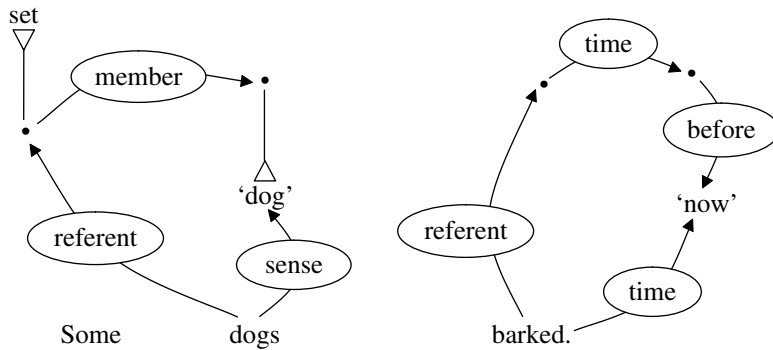 set
time
member
before
‘dog’
‘now’
referent
referent
sense
time
Some dogs barked.